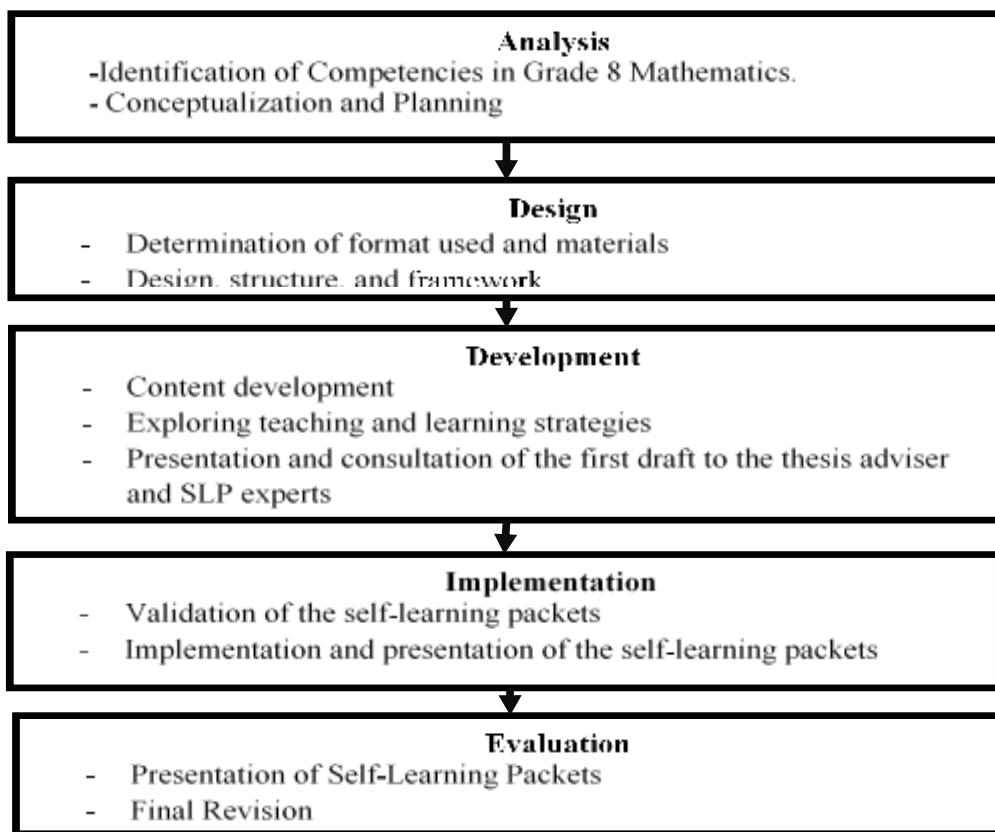 Analysis
-Identification of Competencies in Grade 8 Mathematics.
- Conceptualization and Planning
Design
- Determination of format used and materials
- Design, structure, and framework
Development
- Content development
- Exploring teaching and learning strategies
- Presentation and consultation of the first draft to the thesis adviser
and SLP experts
Implementation
- Validation of the self-learning packets
- Implementation and presentation of the self-learning packets
Evaluation
- Presentation of Self-Learning Packets
- Final Revision